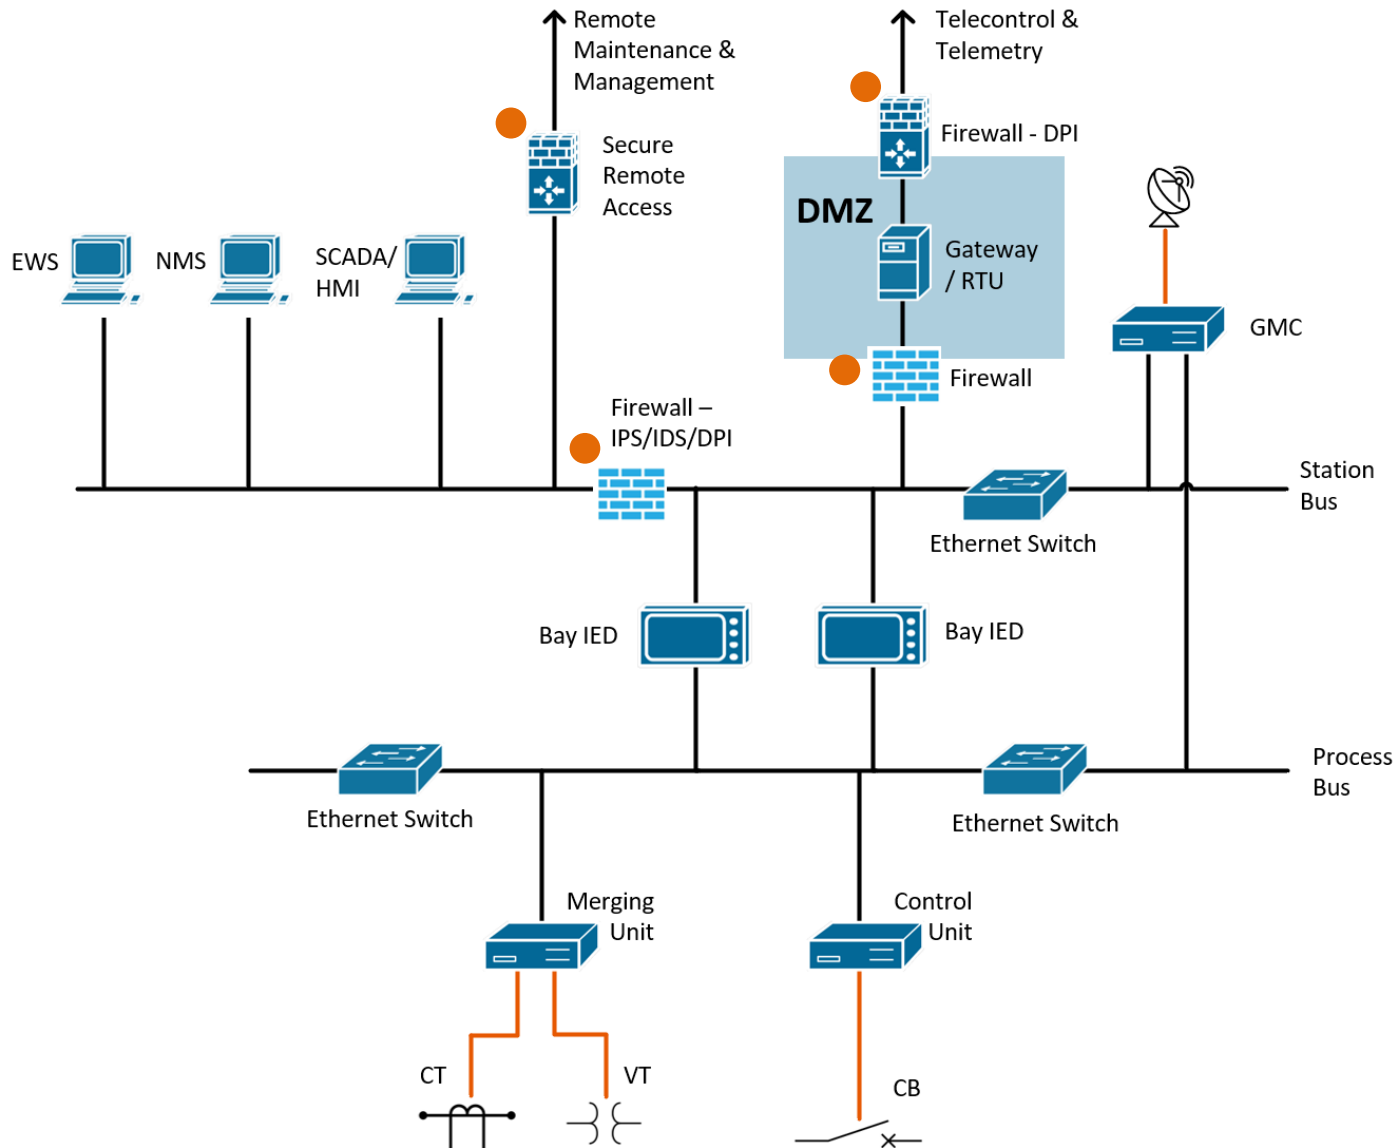 Remote
Maintenance &
Management
Telecontrol &
Telemetry
Firewall - DPI
Secure
Remote
Access
DMZ
Gateway
/ RTU
EWS
NMS
SCADA/
HMI
GMC
Firewall
Firewall –
IPS/IDS/DPI
Station
Bus
Ethernet Switch
Bay IED
Bay IED
Process
Bus
Ethernet Switch
Ethernet Switch
Merging
Unit
Control
Unit
CT
VT
CB